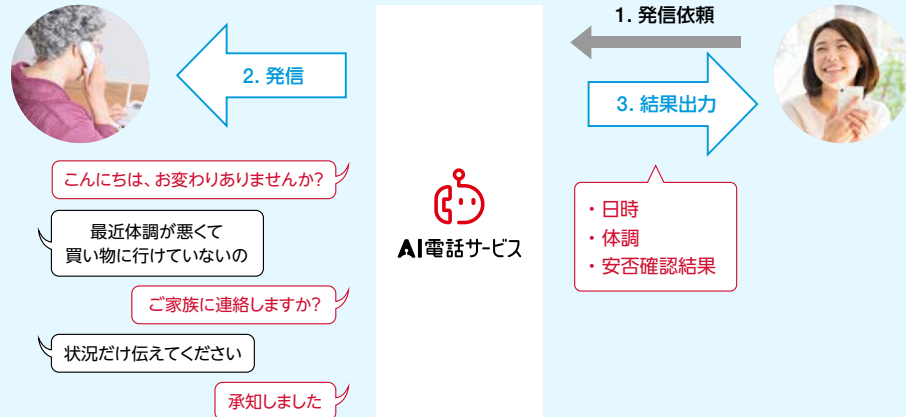 1. 発信依頼
2. 発信
3. 結果出力
こんにちは、お変わりありませんか?
最近体調が悪くて
買い物に行けていないの
ご家族に連絡しますか?
状況だけ伝えてください
承知しました
AI電話サービス
・日時
・体調
・安否確認結果